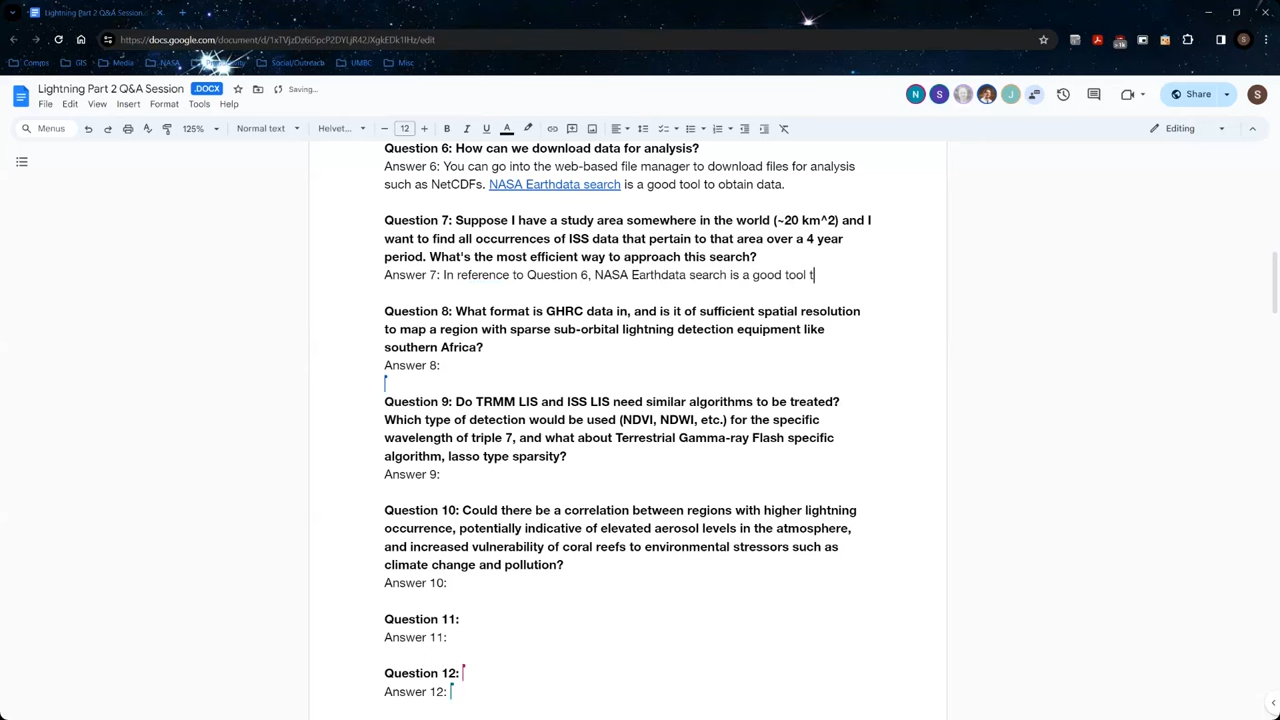 Lightning Part 2 Q&A Session...
https://docs.google.com/document/d/
Comps GIS Media NASA Social/Outreach UMBC Misc
Lightning Part 2 Q&A Session .DOCX Saving...
File Edit View Insert Format Tools Help
N S J Share S
Menus 125% Normal text Helvet... 12 B I U A Editing
Question 6: How can we download data for analysis?
Answer 6: You can go into the web-based file manager to download files for analysis
such as NetCDFs. NASA Earthdata search is a good tool to obtain data.
Question 7: Suppose I have a study area somewhere in the world (~20 km^2) and I
want to find all occurrences of ISS data that pertain to that area over a 4 year
period. What's the most efficient way to approach this search?
Answer 7: In reference to Question 6, NASA Earthdata search is a good tool t
Question 8: What format is GHRC data in, and is it of sufficient spatial resolution
to map a region with sparse sub-orbital lightning detection equipment like
southern Africa?
Answer 8:
Question 9: Do TRMM LIS and ISS LIS need similar algorithms to be treated?
Which type of detection would be used (NDVI, NDWI, etc.) for the specific
wavelength of triple 7, and what about Terrestrial Gamma-ray Flash specific
algorithm, lasso type sparsity?
Answer 9:
Question 10: Could there be a correlation between regions with higher lightning
occurrence, potentially indicative of elevated aerosol levels in the atmosphere,
and increased vulnerability of coral reefs to environmental stressors such as
climate change and pollution?
Answer 10:
Question 11:
Answer 11:
Question 12:
Answer 12: